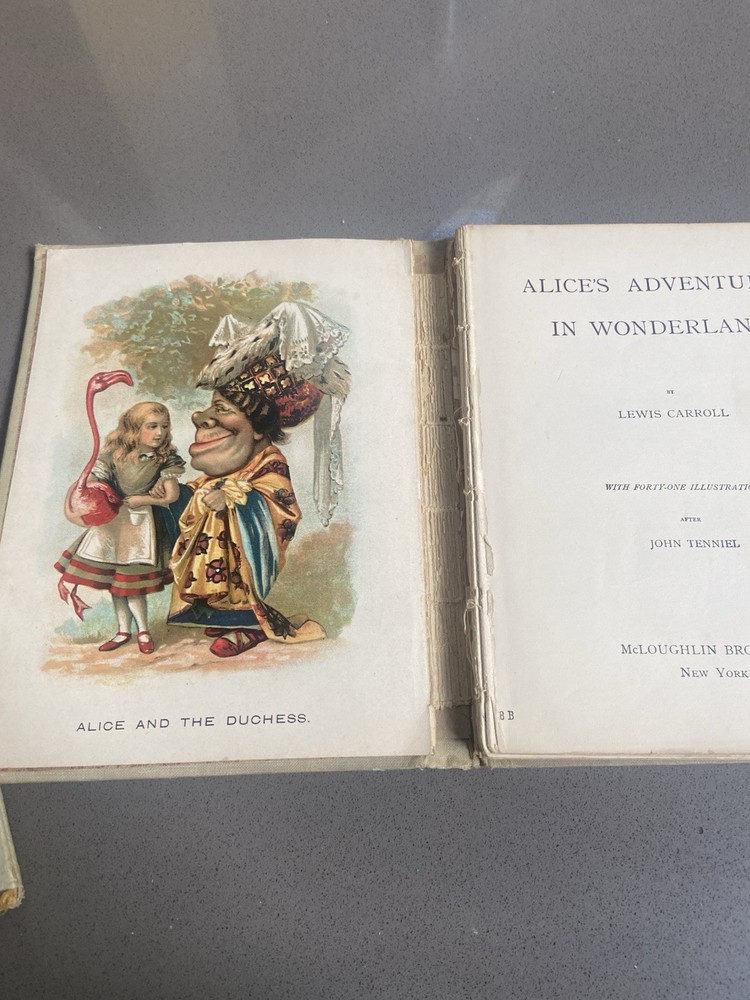 ALICE AND THE DUCHESS.
ALICE'S ADVENTU
IN WONDERLAN
BY
LEWIS CARROLL
WITH FORTY-ONE ILLUSTRATIO
AFTER
JOHN TENNIEL
McLOUGHLIN BRO
NEW YORK
8 B